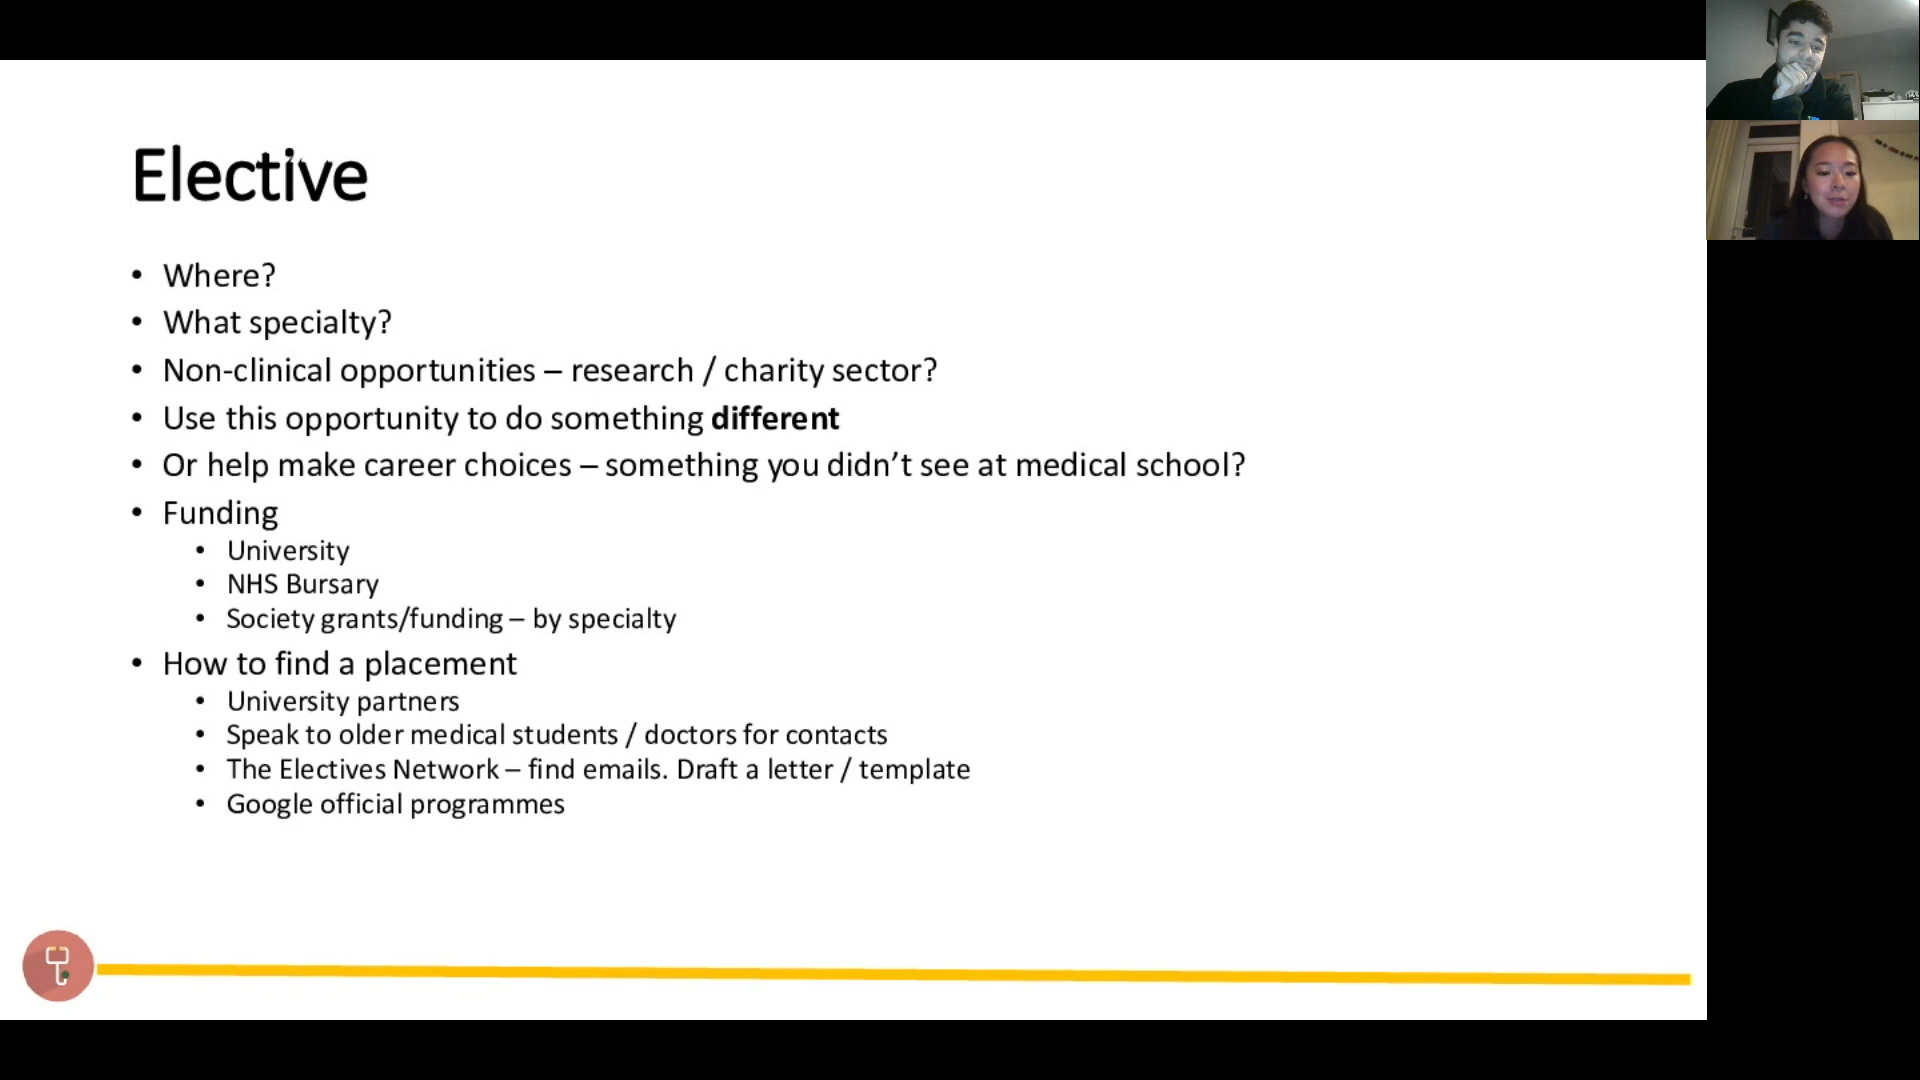 Elective
• Where?
• What specialty?
• Non-clinical opportunities – research / charity sector?
• Use this opportunity to do something different
• Or help make career choices – something you didn’t see at medical school?
• Funding
• University
• NHS Bursary
• Society grants/funding – by specialty
• How to find a placement
• University partners
• Speak to older medical students / doctors for contacts
• The Electives Network – find emails. Draft a letter / template
• Google official programmes